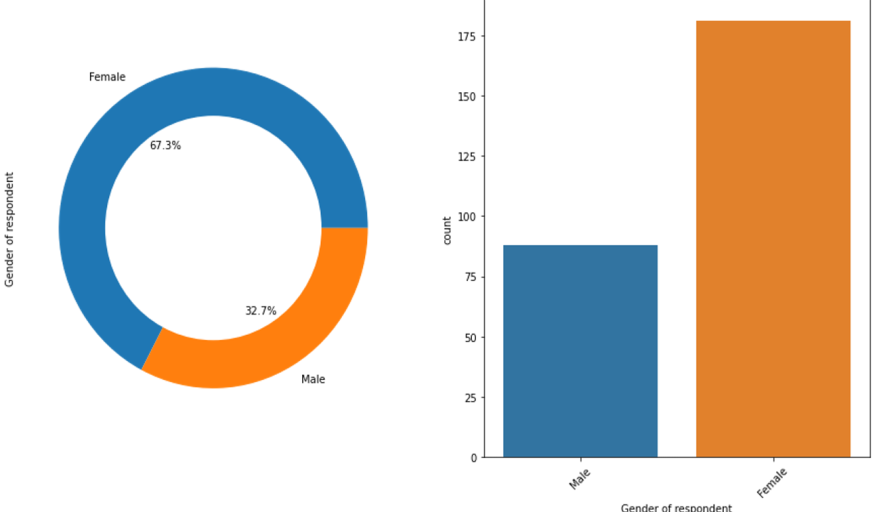 Gender of respondent
Female
67.3%
32.7%
Male
count
175
150
125
100
75
50
25
0
Male
Female
Gender of respondent